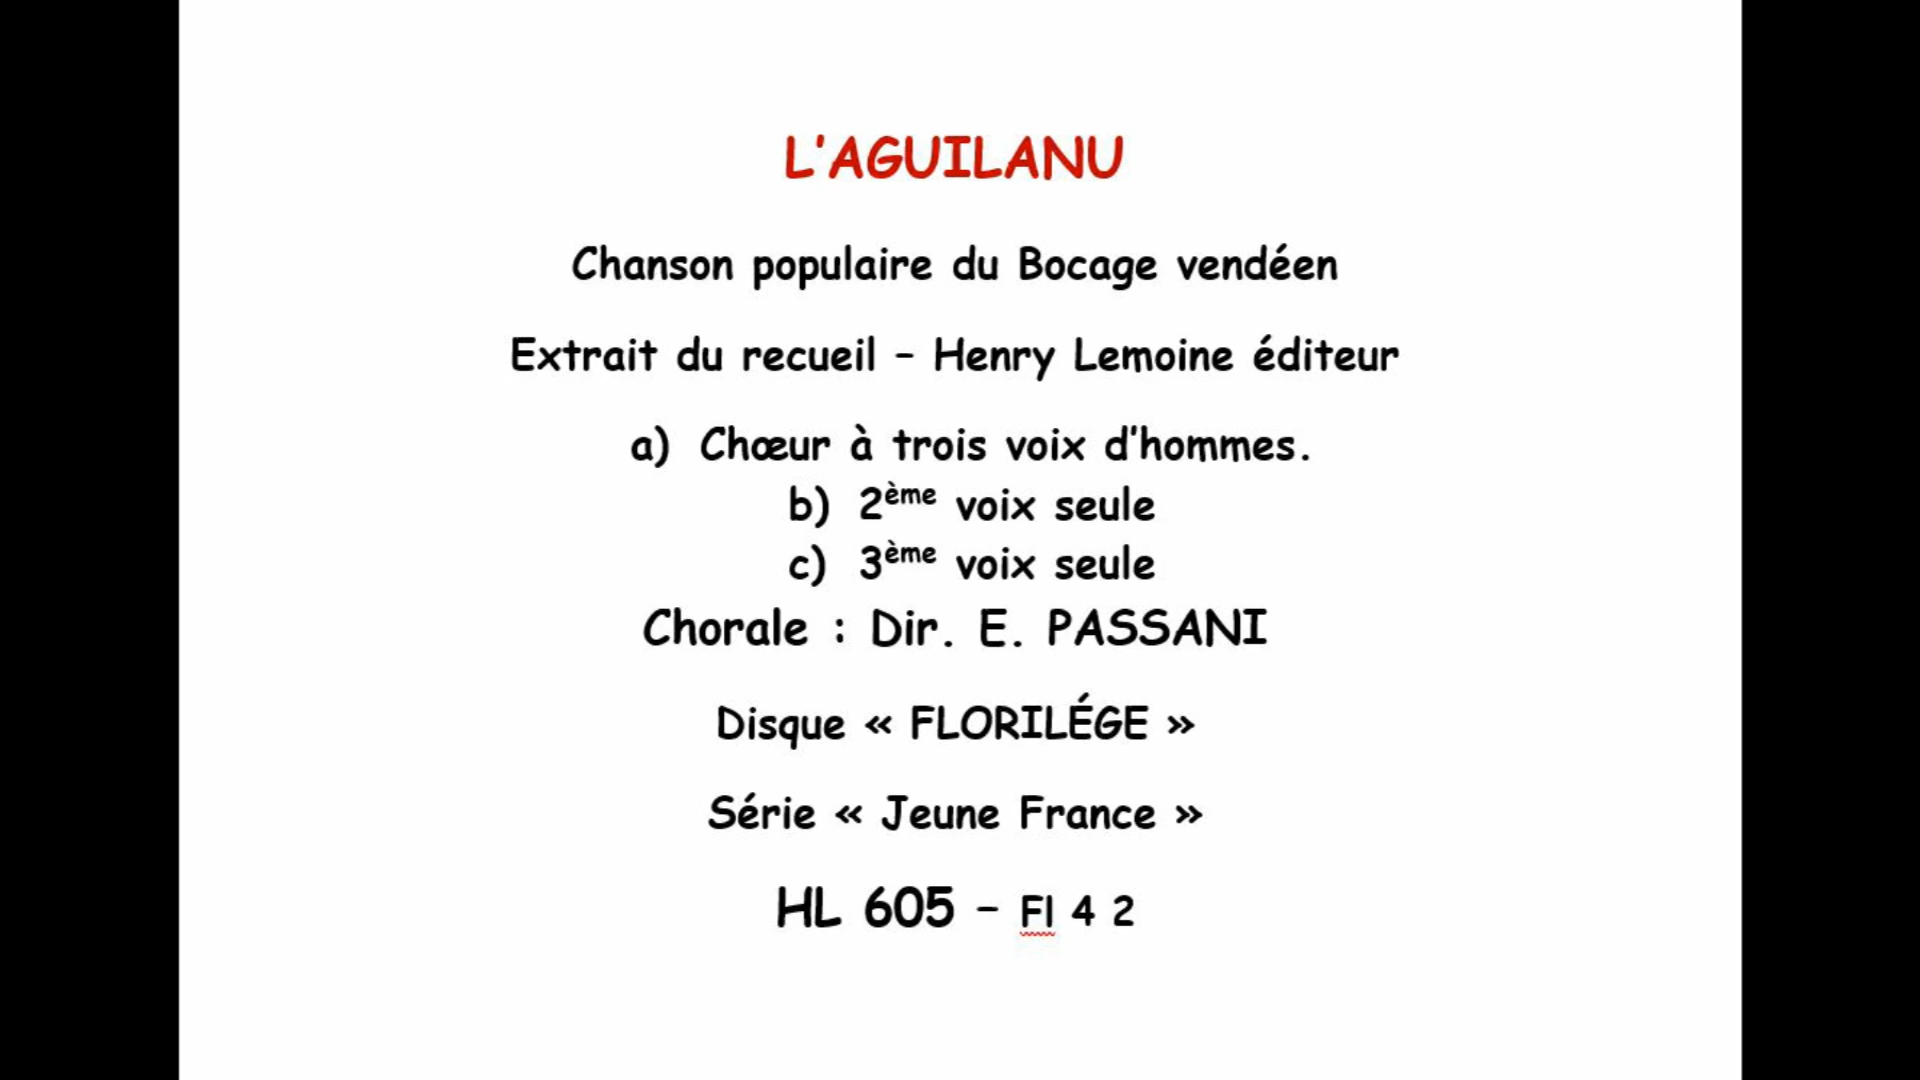 L'AGUILANU
Chanson populaire du Bocage vendéen
Extrait du recueil – Henry Lemoine éditeur
a) Chœur à trois voix d'hommes.
b) 2ème voix seule
c) 3ème voix seule
Chorale : Dir. E. PASSANI
Disque « FLORILÉGE »
Série « Jeune France »
HL 605 – Fl 4 2